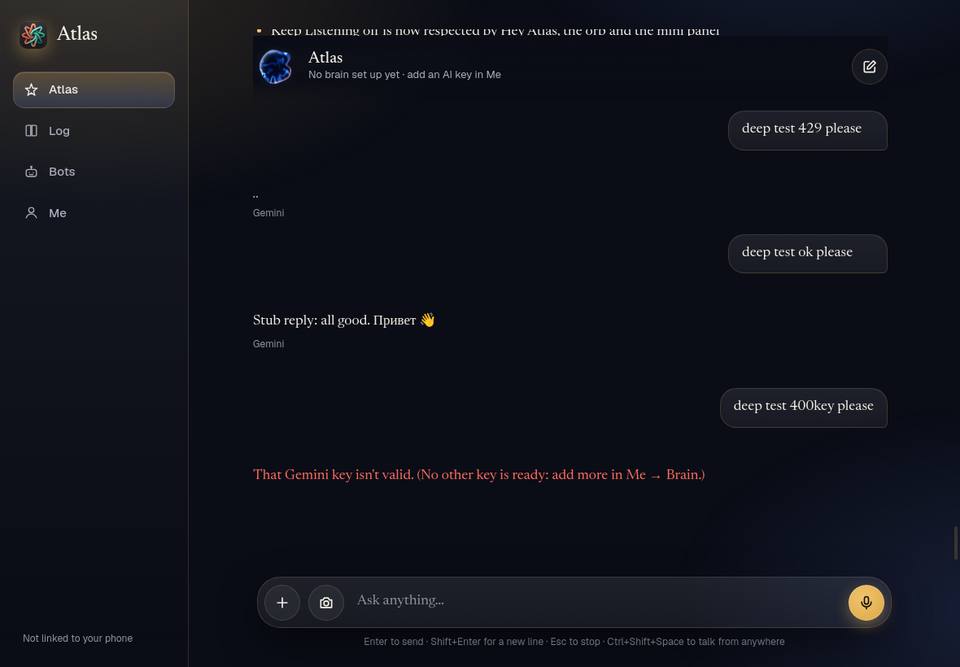 Atlas
Atlas
Log
Bots
Me
Not linked to your phone
Keep Listening off is now respected by Hey Atlas, the orb and the mini panel
Atlas
No brain set up yet · add an AI key in Me
deep test 429 please
..
Gemini
deep test ok please
Stub reply: all good. Привет 👋
Gemini
deep test 400key please
That Gemini key isn't valid. (No other key is ready: add more in Me → Brain.)
Ask anything...
Enter to send · Shift+Enter for a new line · Esc to stop · Ctrl+Shift+Space to talk from anywhere